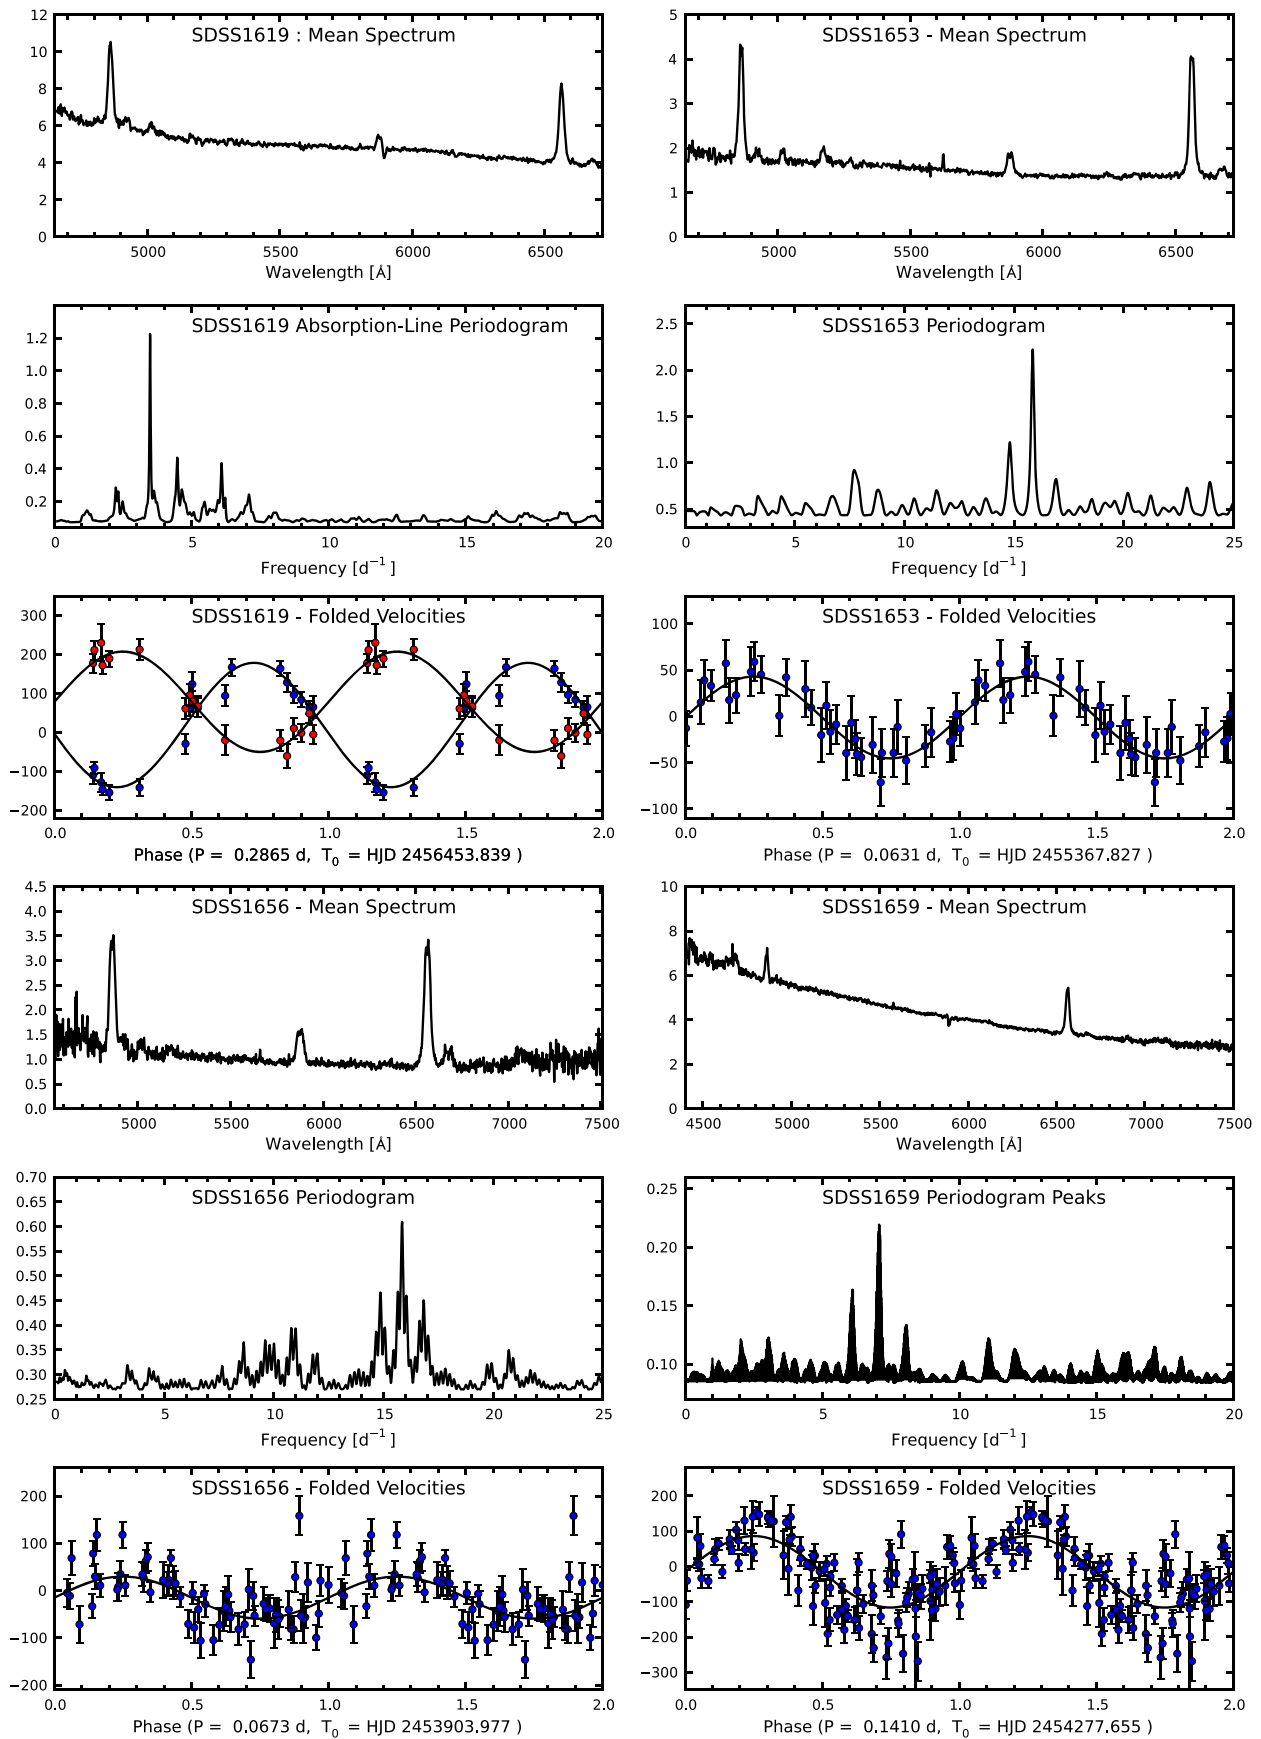 SDSS1619 : Mean Spectrum
12
10
8
6
4
2
0
5000 5500 6000 6500
Wavelength [Å]
SDSS1653 - Mean Spectrum
5
4
3
2
1
0
5000 5500 6000 6500
Wavelength [Å]
SDSS1619 Absorption-Line Periodogram
1.2
1.0
0.8
0.6
0.4
0.2
0 5 10 15 20
Frequency [d⁻¹]
SDSS1653 Periodogram
2.5
2.0
1.5
1.0
0.5
0 5 10 15 20 25
Frequency [d⁻¹]
SDSS1619 - Folded Velocities
300
200
100
0
−100
−200
0.0 0.5 1.0 1.5 2.0
Phase (P = 0.2865 d, T₀ = HJD 2456453.839 )
SDSS1653 - Folded Velocities
100
50
0
−50
−100
0.0 0.5 1.0 1.5 2.0
Phase (P = 0.0631 d, T₀ = HJD 2455367.827 )
SDSS1656 - Mean Spectrum
4.5
4.0
3.5
3.0
2.5
2.0
1.5
1.0
0.5
0.0
5000 5500 6000 6500 7000 7500
Wavelength [Å]
SDSS1659 - Mean Spectrum
10
8
6
4
2
0
4500 5000 5500 6000 6500 7000 7500
Wavelength [Å]
SDSS1656 Periodogram
0.70
0.65
0.60
0.55
0.50
0.45
0.40
0.35
0.30
0.25
0 5 10 15 20 25
Frequency [d⁻¹]
SDSS1659 Periodogram Peaks
0.25
0.20
0.15
0.10
0 5 10 15 20
Frequency [d⁻¹]
SDSS1656 - Folded Velocities
200
100
0
−100
−200
0.0 0.5 1.0 1.5 2.0
Phase (P = 0.0673 d, T₀ = HJD 2453903.977 )
SDSS1659 - Folded Velocities
200
100
0
−100
−200
−300
0.0 0.5 1.0 1.5 2.0
Phase (P = 0.1410 d, T₀ = HJD 2454277.655 )